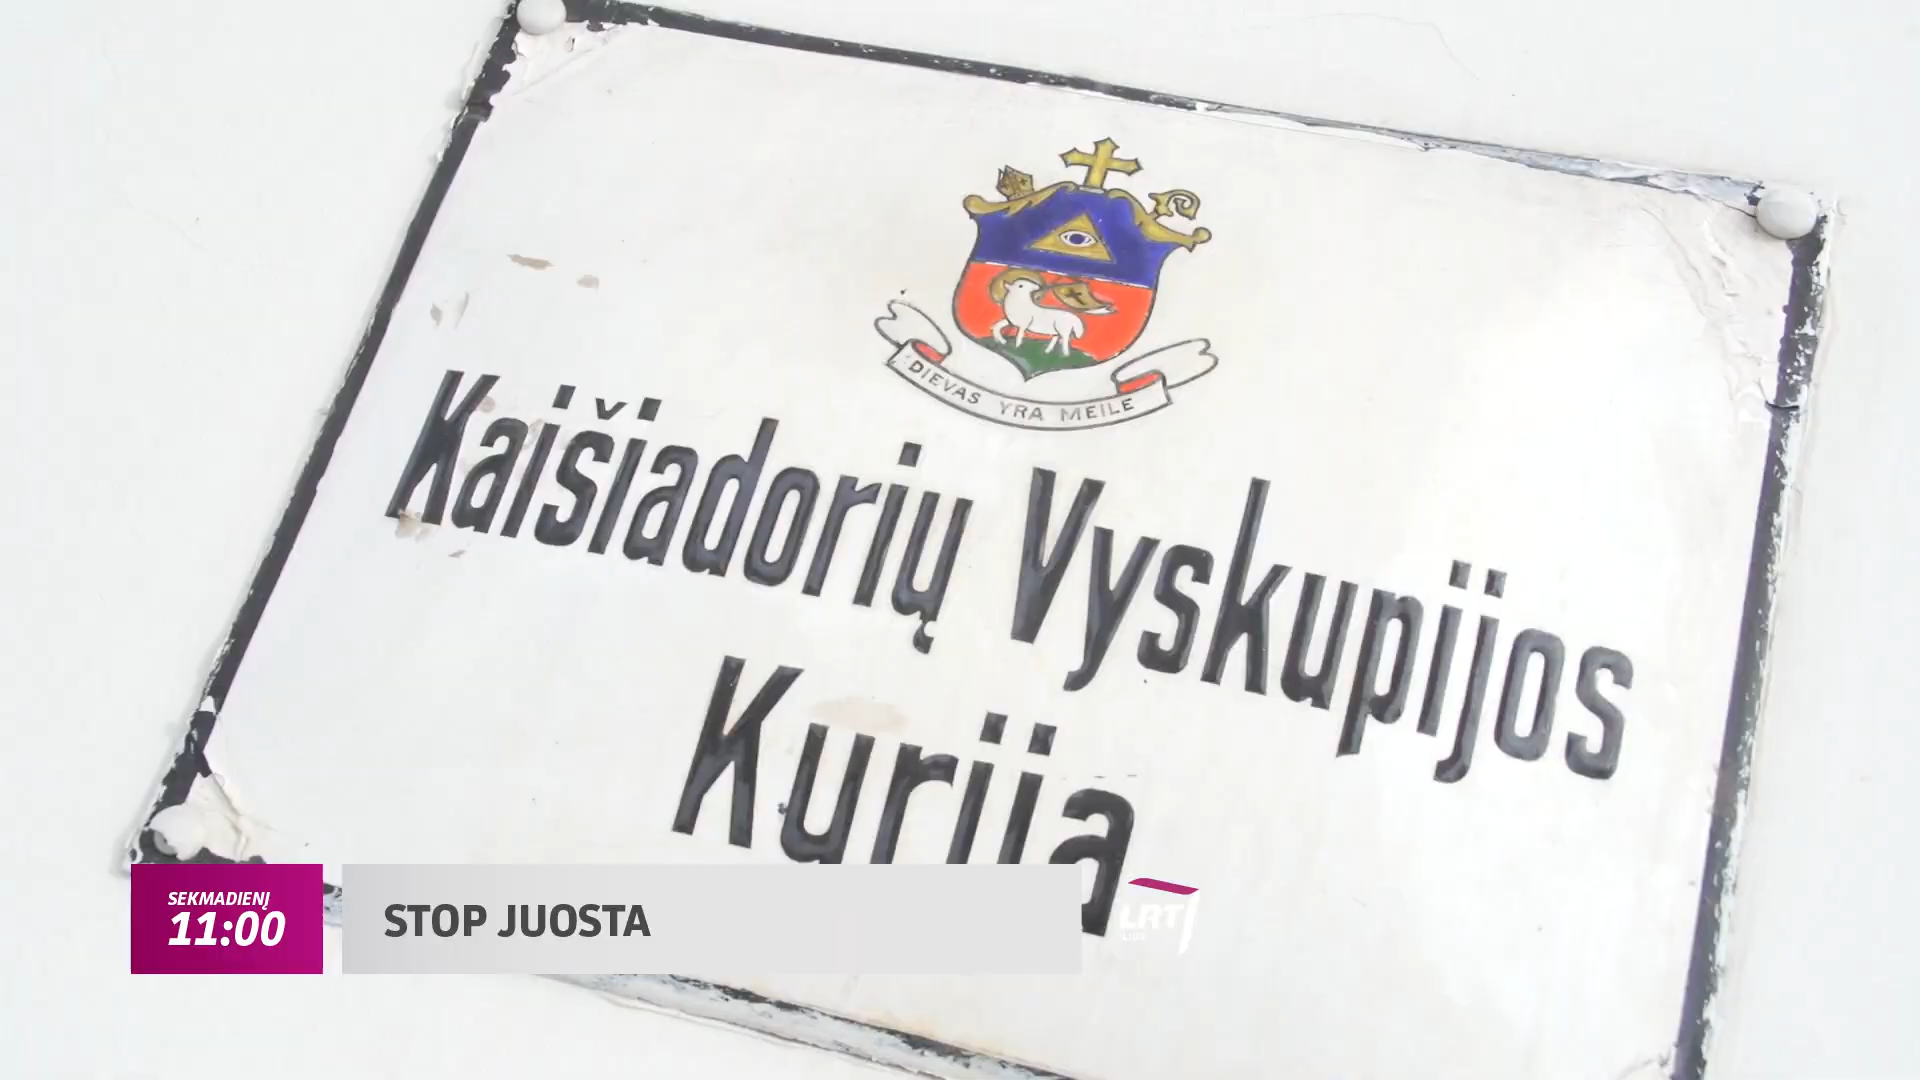 DIEVAS YRA MEILE
Kaišiadorių Vyskupijos
Kurija
SEKMADIENĮ
11:00
STOP JUOSTA
LRT